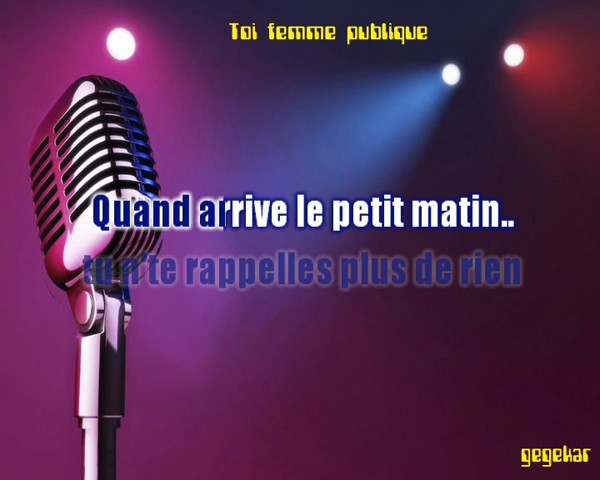 Toi femme publique
Quand arrive le petit matin..
tu n'te rappelles plus de rien
gegekar